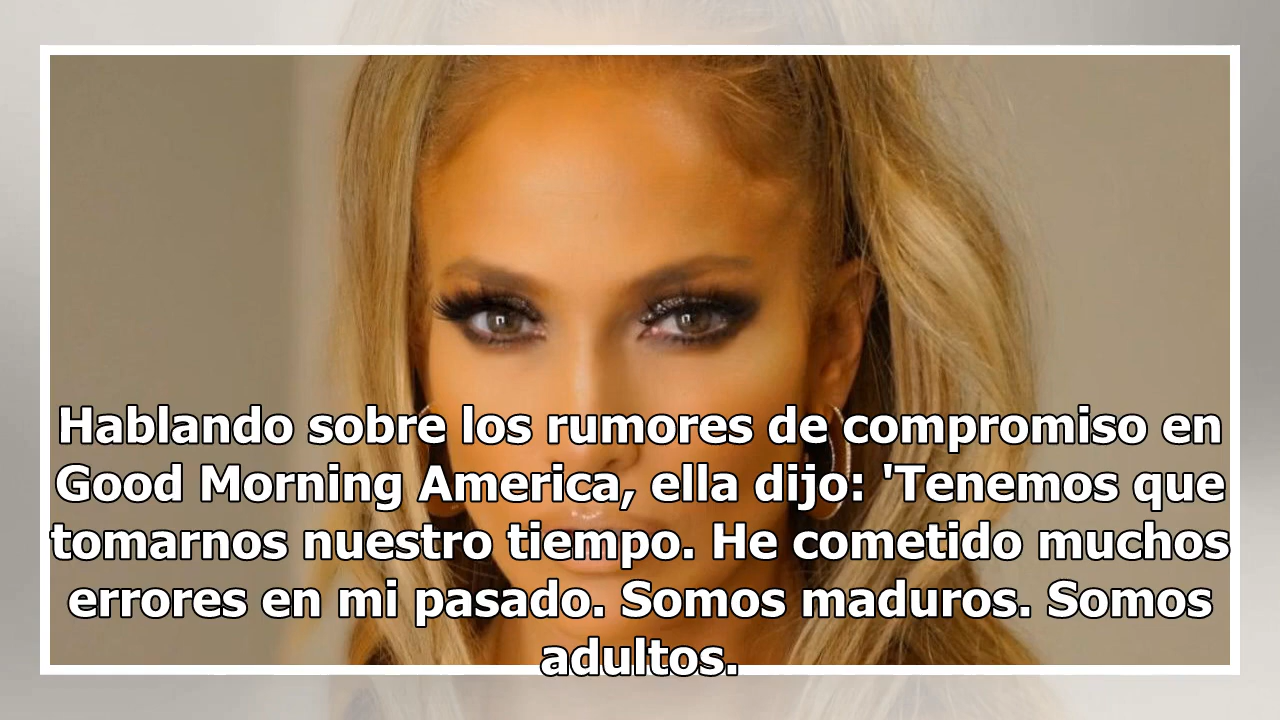 Hablando sobre los rumores de compromiso en
Good Morning America, ella dijo: 'Tenemos que
tomarnos nuestro tiempo. He cometido muchos
errores en mi pasado. Somos maduros. Somos
adultos.